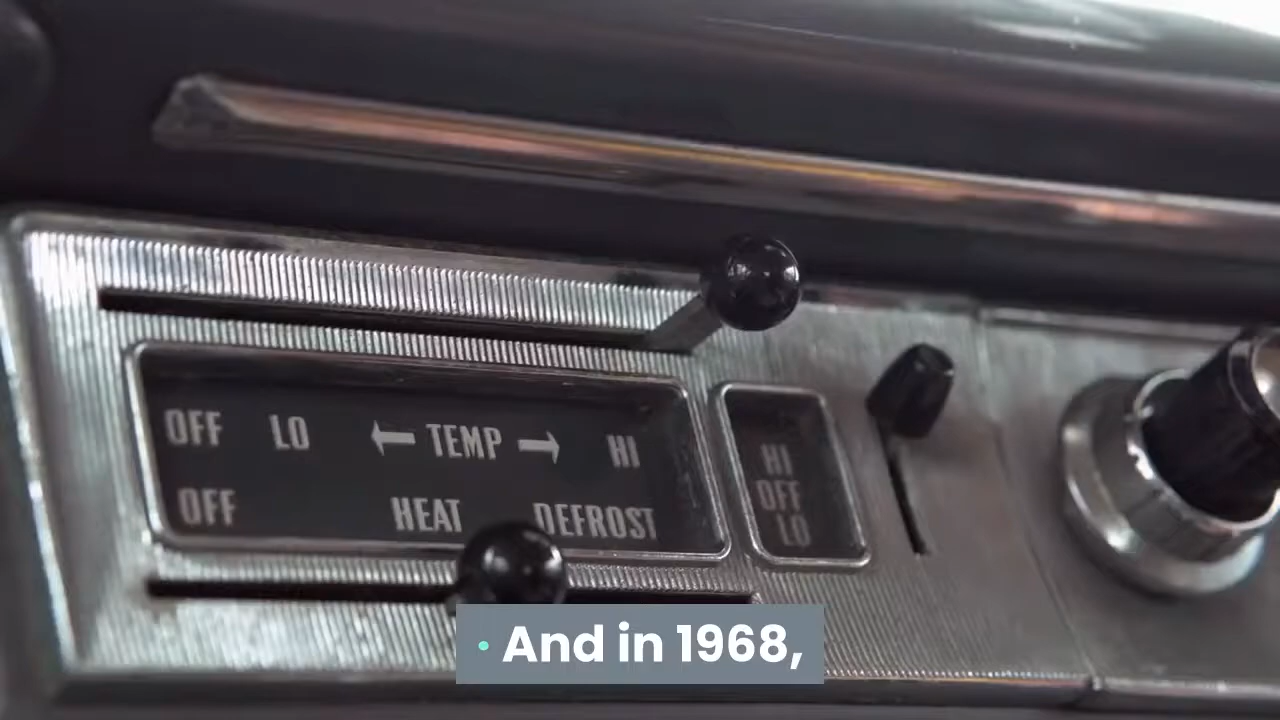 OFF LO TEMP HI
OFF HEAT DEFROST
HI
OFF
LO
· And in 1968,